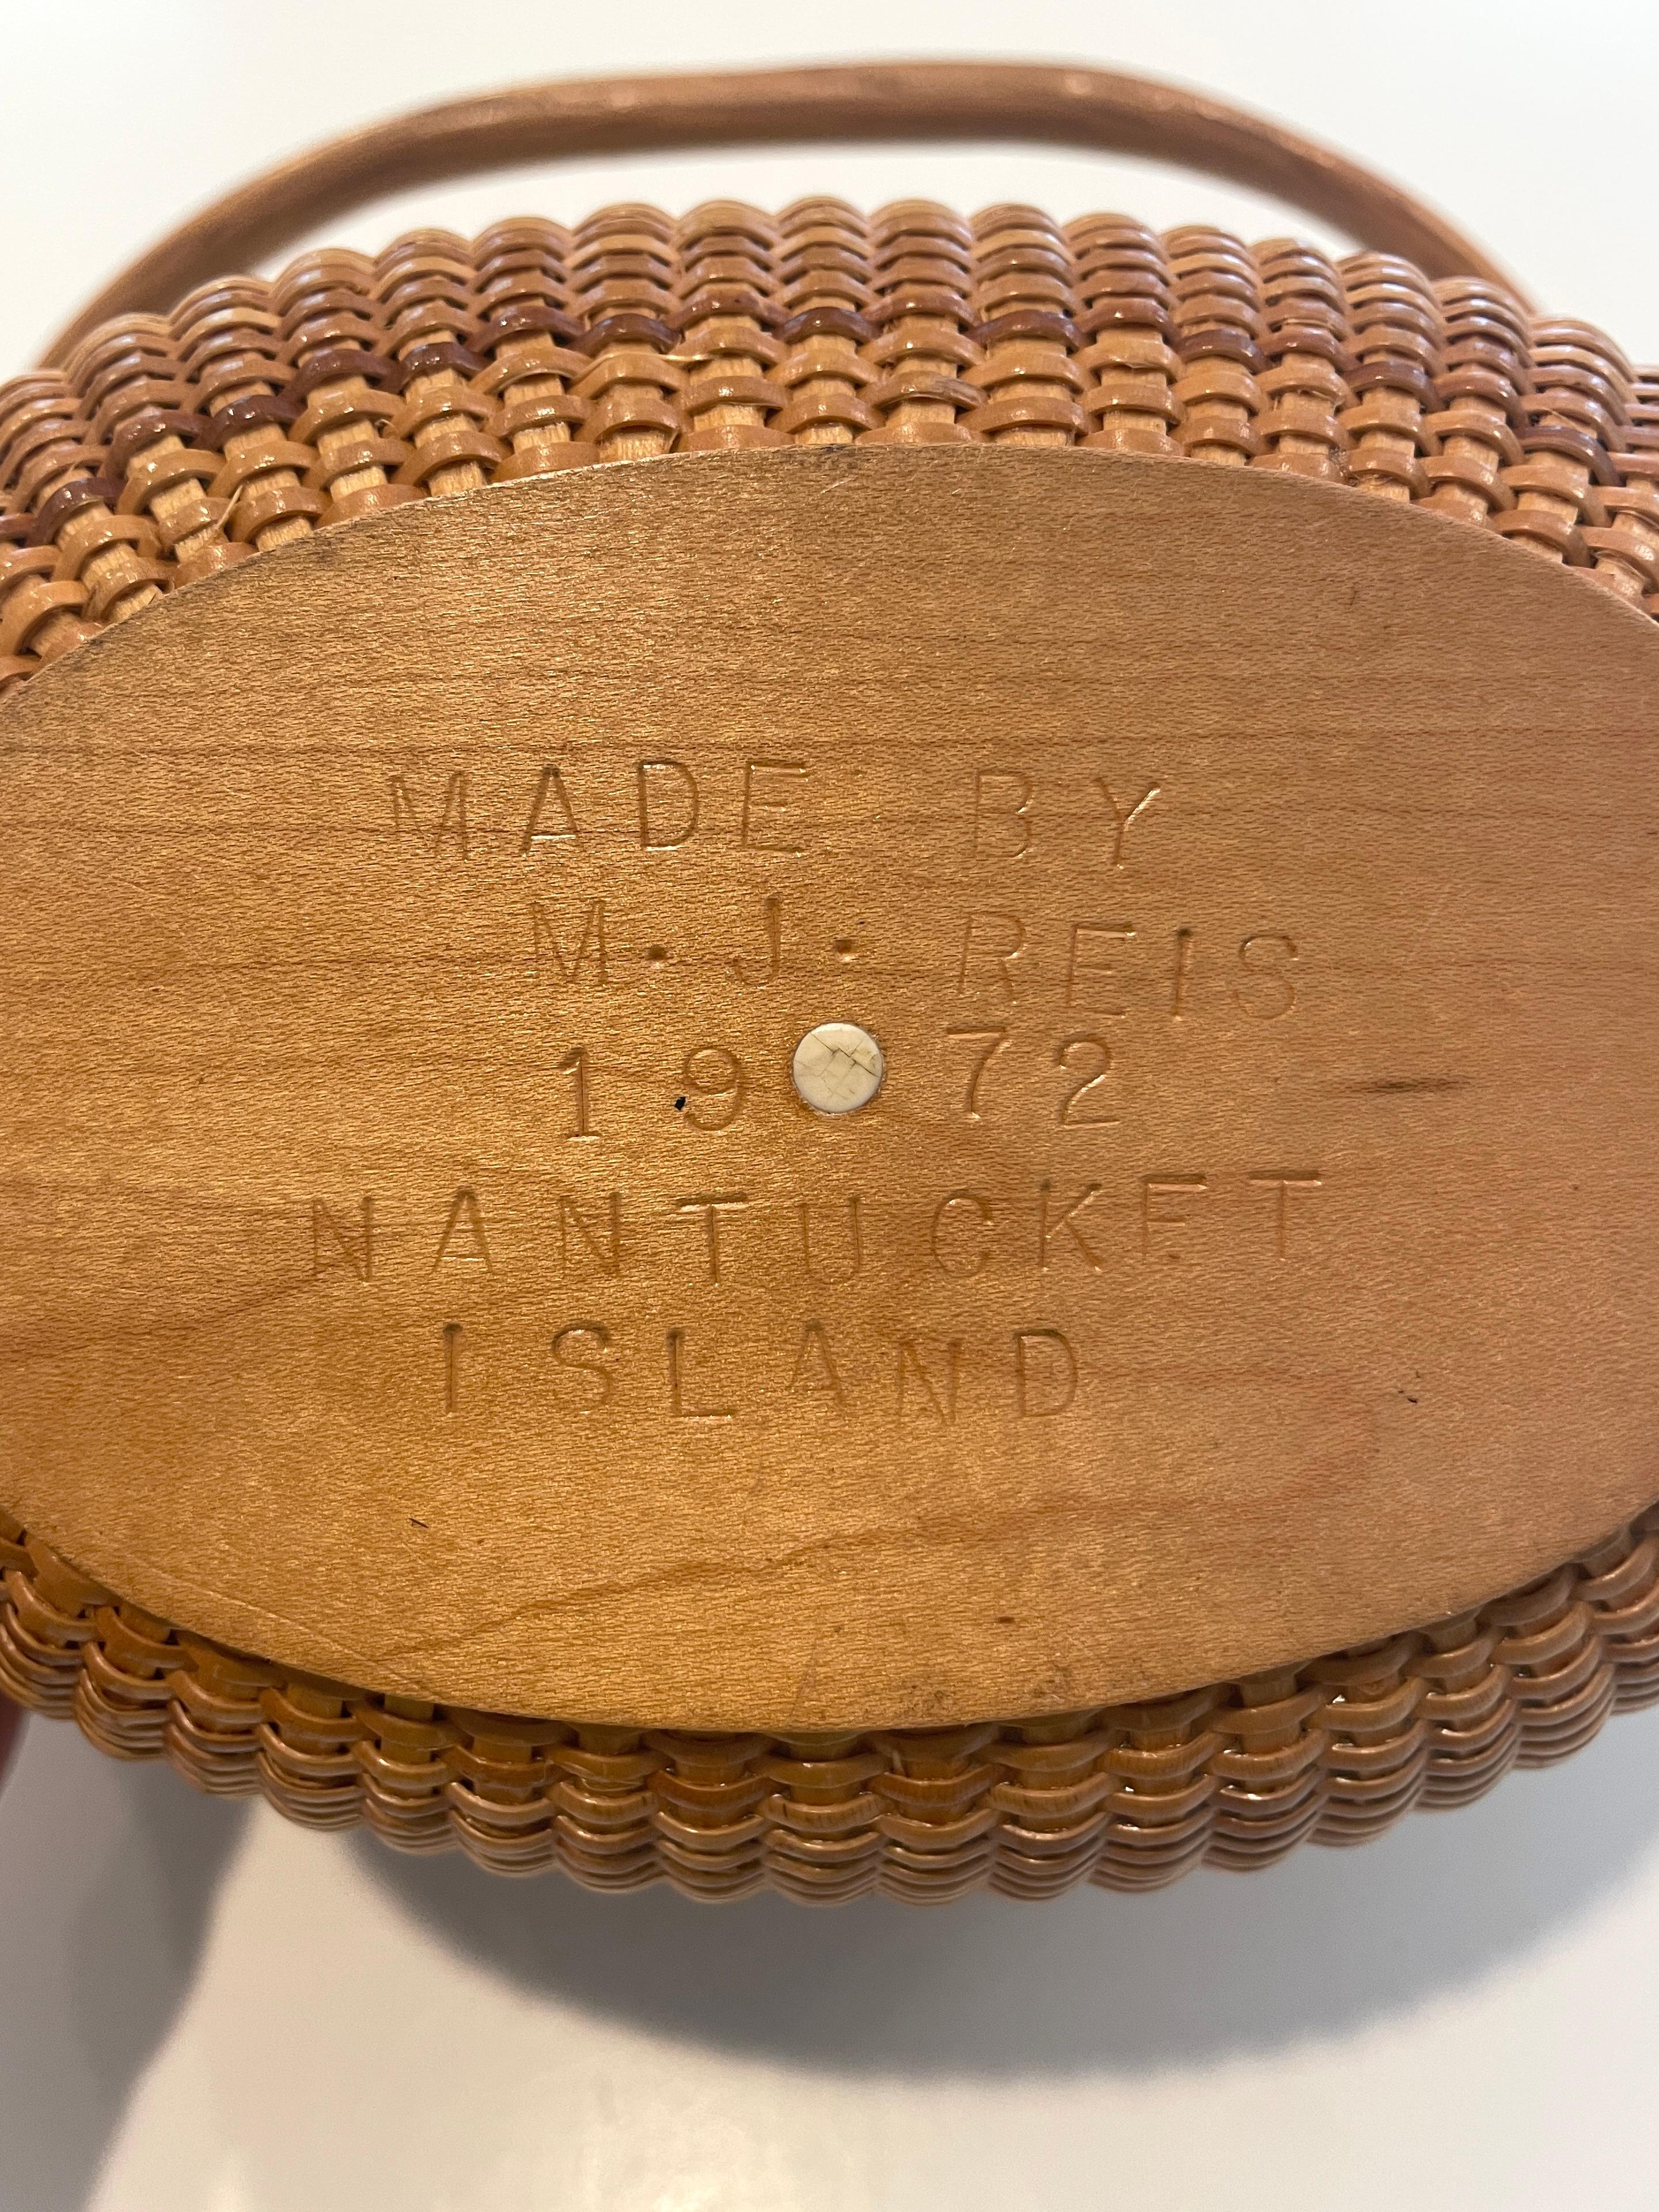 MADE BY
M. J. REIS
19 72
NANTUCKET
ISLAND